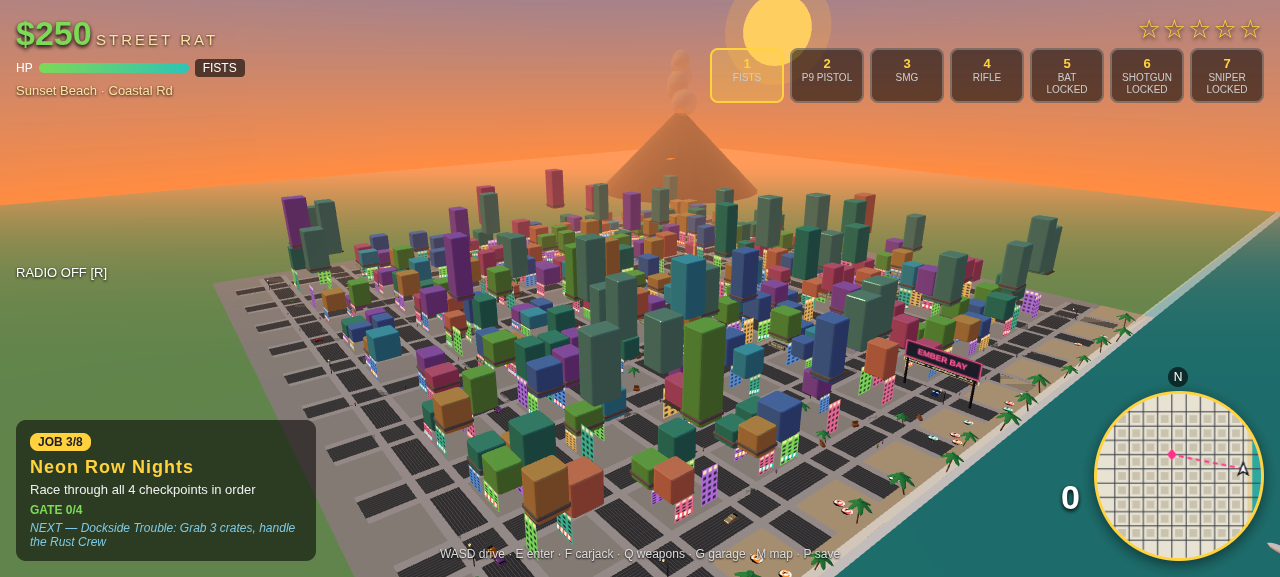 $250 STREET RAT
HP FISTS
Sunset Beach · Coastal Rd
☆☆☆☆☆
1 FISTS
2 P9 PISTOL
3 SMG
4 RIFLE
5 BAT LOCKED
6 SHOTGUN LOCKED
7 SNIPER LOCKED
RADIO OFF [R]
EMBER BAY
JOB 3/8
Neon Row Nights
Race through all 4 checkpoints in order
GATE 0/4
NEXT — Dockside Trouble: Grab 3 crates, handle
the Rust Crew
WASD drive · E enter · F carjack · Q weapons · G garage · M map · P save
0
N